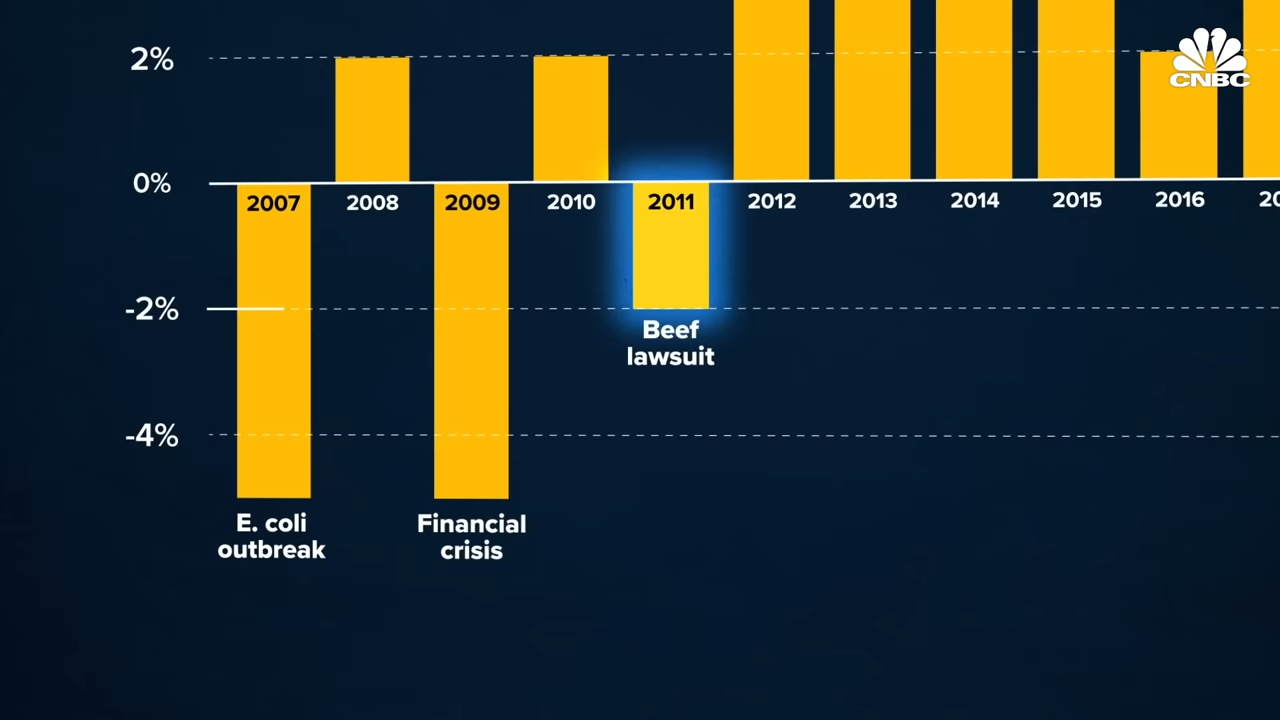 2%
CNBC
0%
2007
2008
2009
2010
2011
2012
2013
2014
2015
2016
20
-2%
Beef
lawsuit
-4%
E. coli
outbreak
Financial
crisis